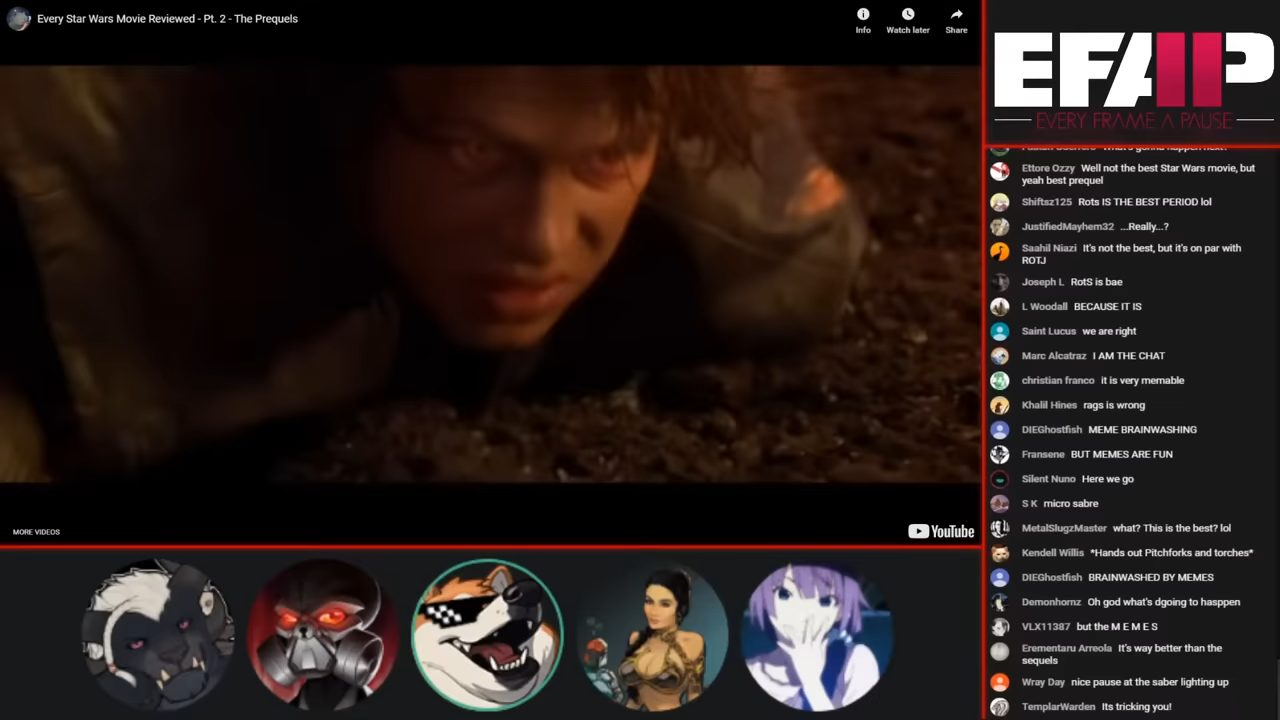 Every Star Wars Movie Reviewed - Pt. 2 - The Prequels
Info
Watch later
Share
MORE VIDEOS
YouTube
EFAP
EVERY FRAME A PAUSE
Ettore Ozzy Well not the best Star Wars movie, but
yeah best prequel
Shiftsz125 Rots IS THE BEST PERIOD lol
JustifiedMayhem32 ...Really...?
Saahil Niazi It's not the best, but it's on par with
ROTJ
Joseph L RotS is bae
L Woodall BECAUSE IT IS
Saint Lucus we are right
Marc Alcatraz I AM THE CHAT
christian franco it is very memable
Khalil Hines rags is wrong
DIEGhostfish MEME BRAINWASHING
Fransene BUT MEMES ARE FUN
Silent Nuno Here we go
S K micro sabre
MetalSlugzMaster what? This is the best? lol
Kendell Willis *Hands out Pitchforks and torches*
DIEGhostfish BRAINWASHED BY MEMES
Demonhornz Oh god what's dgoing to hasppen
VLX11387 but the M E M E S
Erementaru Arreola It's way better than the
sequels
Wray Day nice pause at the saber lighting up
TemplarWarden Its tricking you!